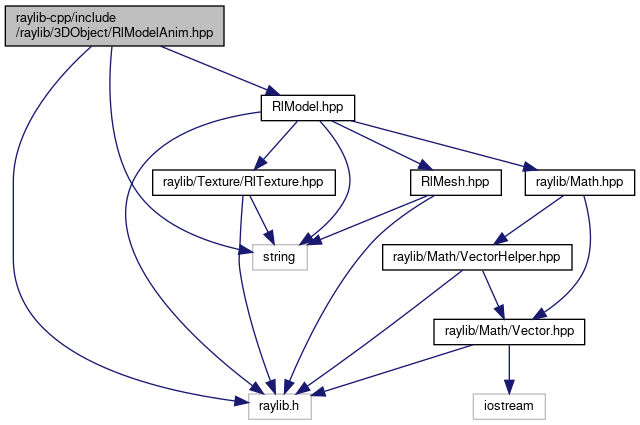 raylib-cpp/include
/raylib/3DObject/RlModelAnim.hpp
RlModel.hpp
raylib/Texture/RlTexture.hpp
RlMesh.hpp
raylib/Math.hpp
string
raylib/Math/VectorHelper.hpp
raylib/Math/Vector.hpp
raylib.h
iostream